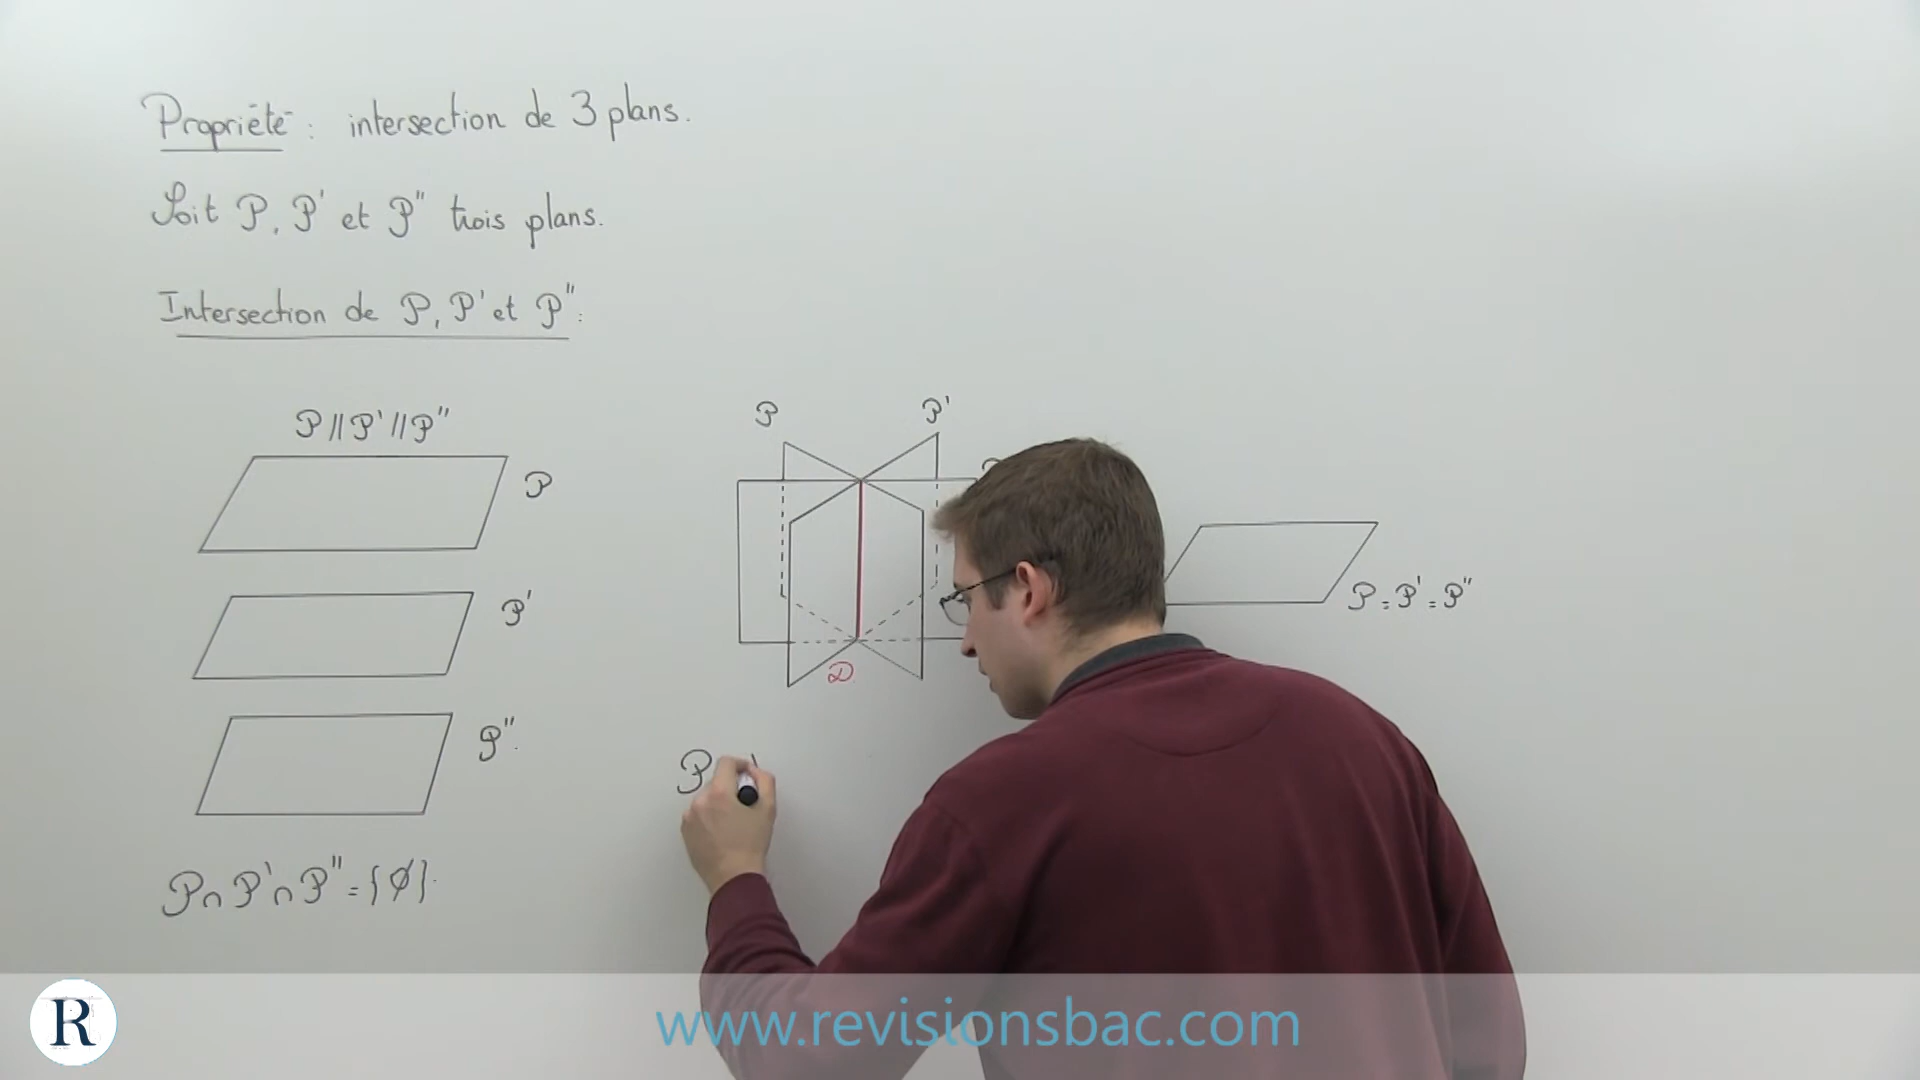 Propriété : intersection de 3 plans.
Soit P, P' et P" trois plans.
Intersection de P, P' et P" :
P // P' // P"
P
P'
P".
P ∩ P' ∩ P" = {∅}.
P
P'
D
P
P = P' = P"
R
www.revisionsbac.com